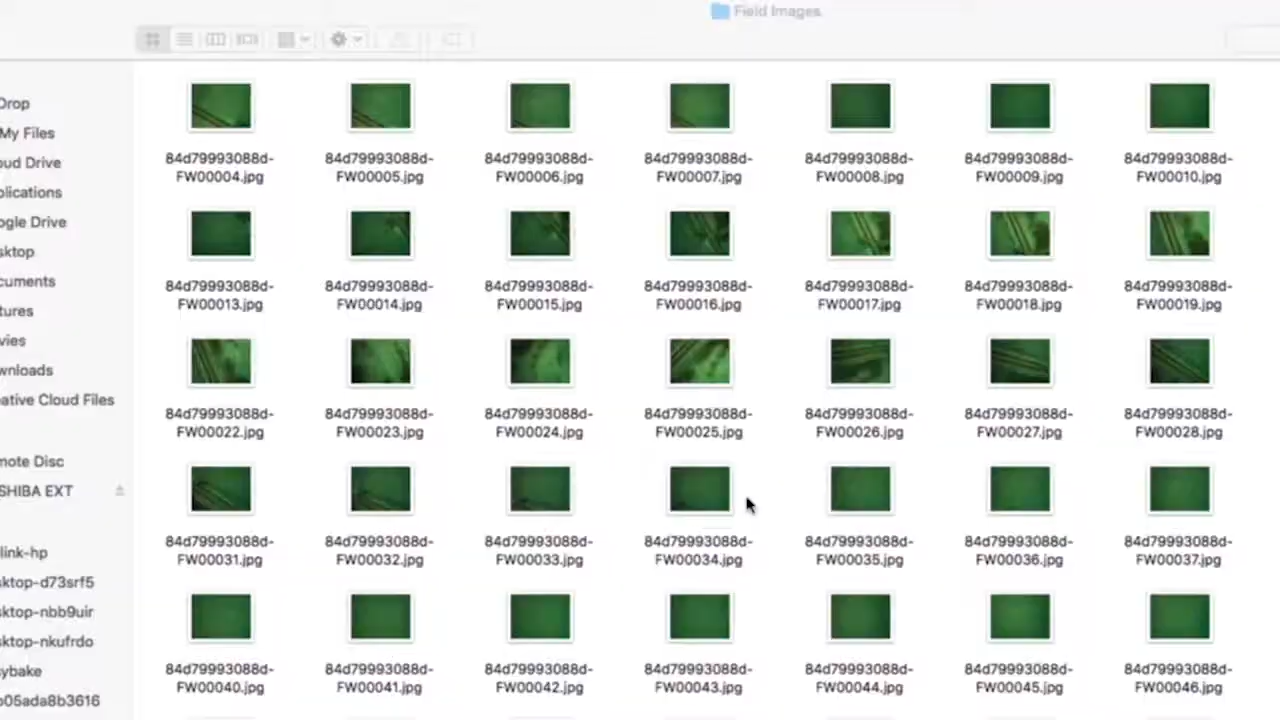 Field Images
Drop
My Files
oud Drive
plications
ogle Drive
sktop
cuments
tures
vies
wnloads
eative Cloud Files
mote Disc
SHIBA EXT
link-hp
sktop-d73srf5
sktop-nbb9uir
sktop-nkufrdo
sybake
o05ada8b3616
84d79993088d- 84d79993088d- 84d79993088d- 84d79993088d- 84d79993088d- 84d79993088d- 84d79993088d-
FW00004.jpg FW00005.jpg FW00006.jpg FW00007.jpg FW00008.jpg FW00009.jpg FW00010.jpg
84d79993088d- 84d79993088d- 84d79993088d- 84d79993088d- 84d79993088d- 84d79993088d- 84d79993088d-
FW00013.jpg FW00014.jpg FW00015.jpg FW00016.jpg FW00017.jpg FW00018.jpg FW00019.jpg
84d79993088d- 84d79993088d- 84d79993088d- 84d79993088d- 84d79993088d- 84d79993088d- 84d79993088d-
FW00022.jpg FW00023.jpg FW00024.jpg FW00025.jpg FW00026.jpg FW00027.jpg FW00028.jpg
84d79993088d- 84d79993088d- 84d79993088d- 84d79993088d- 84d79993088d- 84d79993088d- 84d79993088d-
FW00031.jpg FW00032.jpg FW00033.jpg FW00034.jpg FW00035.jpg FW00036.jpg FW00037.jpg
84d79993088d- 84d79993088d- 84d79993088d- 84d79993088d- 84d79993088d- 84d79993088d- 84d79993088d-
FW00040.jpg FW00041.jpg FW00042.jpg FW00043.jpg FW00044.jpg FW00045.jpg FW00046.jpg